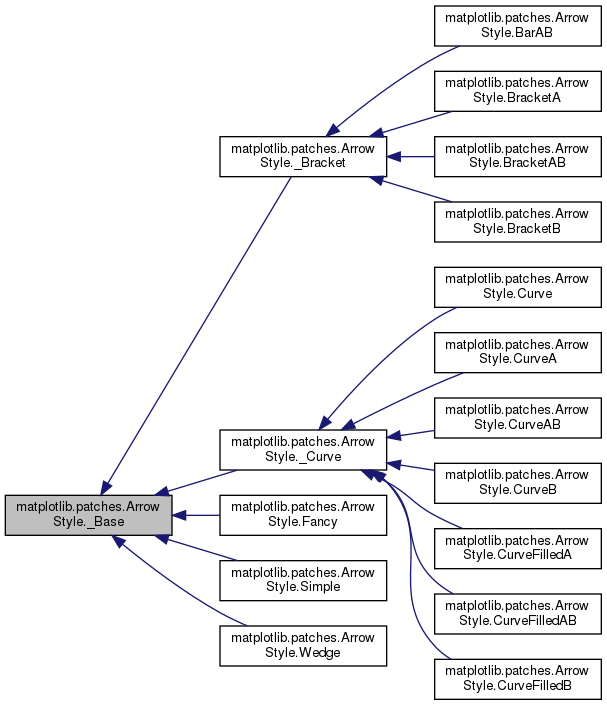 matplotlib.patches.Arrow
Style.BarAB
matplotlib.patches.Arrow
Style.BracketA
matplotlib.patches.Arrow
Style._Bracket
matplotlib.patches.Arrow
Style.BracketAB
matplotlib.patches.Arrow
Style.BracketB
matplotlib.patches.Arrow
Style.Curve
matplotlib.patches.Arrow
Style.CurveA
matplotlib.patches.Arrow
Style.CurveAB
matplotlib.patches.Arrow
Style._Curve
matplotlib.patches.Arrow
Style.CurveB
matplotlib.patches.Arrow
Style._Base
matplotlib.patches.Arrow
Style.Fancy
matplotlib.patches.Arrow
Style.CurveFilledA
matplotlib.patches.Arrow
Style.Simple
matplotlib.patches.Arrow
Style.CurveFilledAB
matplotlib.patches.Arrow
Style.Wedge
matplotlib.patches.Arrow
Style.CurveFilledB